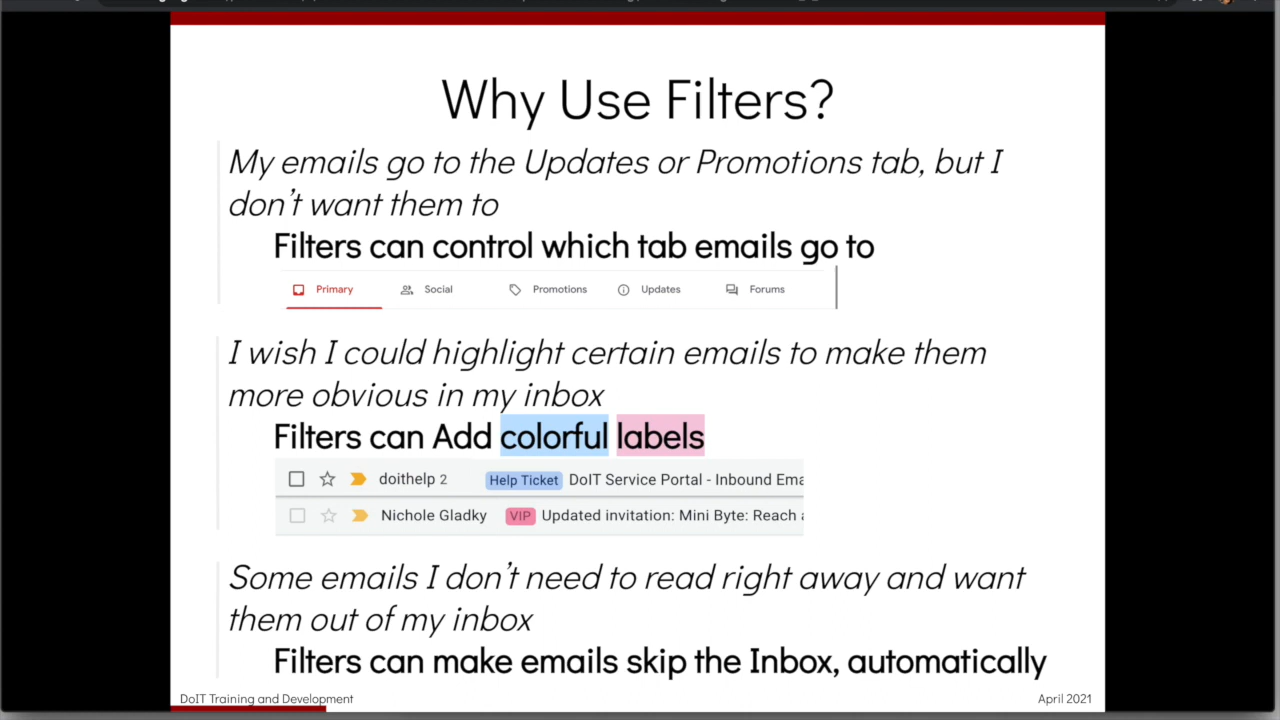 Why Use Filters?
My emails go to the Updates or Promotions tab, but I
don't want them to
Filters can control which tab emails go to
Primary Social Promotions Updates Forums
I wish I could highlight certain emails to make them
more obvious in my inbox
Filters can Add colorful labels
doithelp 2 Help Ticket DoIT Service Portal - Inbound Ema
Nichole Gladky VIP Updated invitation: Mini Byte: Reach
Some emails I don't need to read right away and want
them out of my inbox
Filters can make emails skip the Inbox, automatically
DoIT Training and Development April 2021